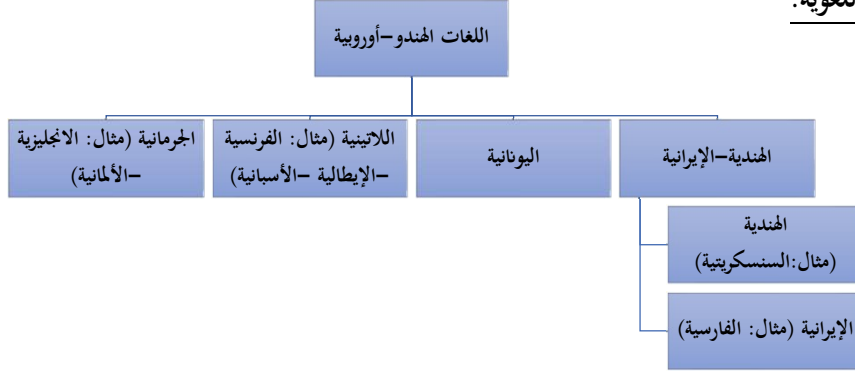 اللغات الهندو–أوروبية
الهندية–الإيرانية
اليونانية
اللاتينية (مثال: الفرنسية
–الإيطالية –الأسبانية)
الجرمانية (مثال: الانجليزية
–الألمانية)
الهندية
(مثال:السنسكريتية)
الإيرانية (مثال: الفارسية)